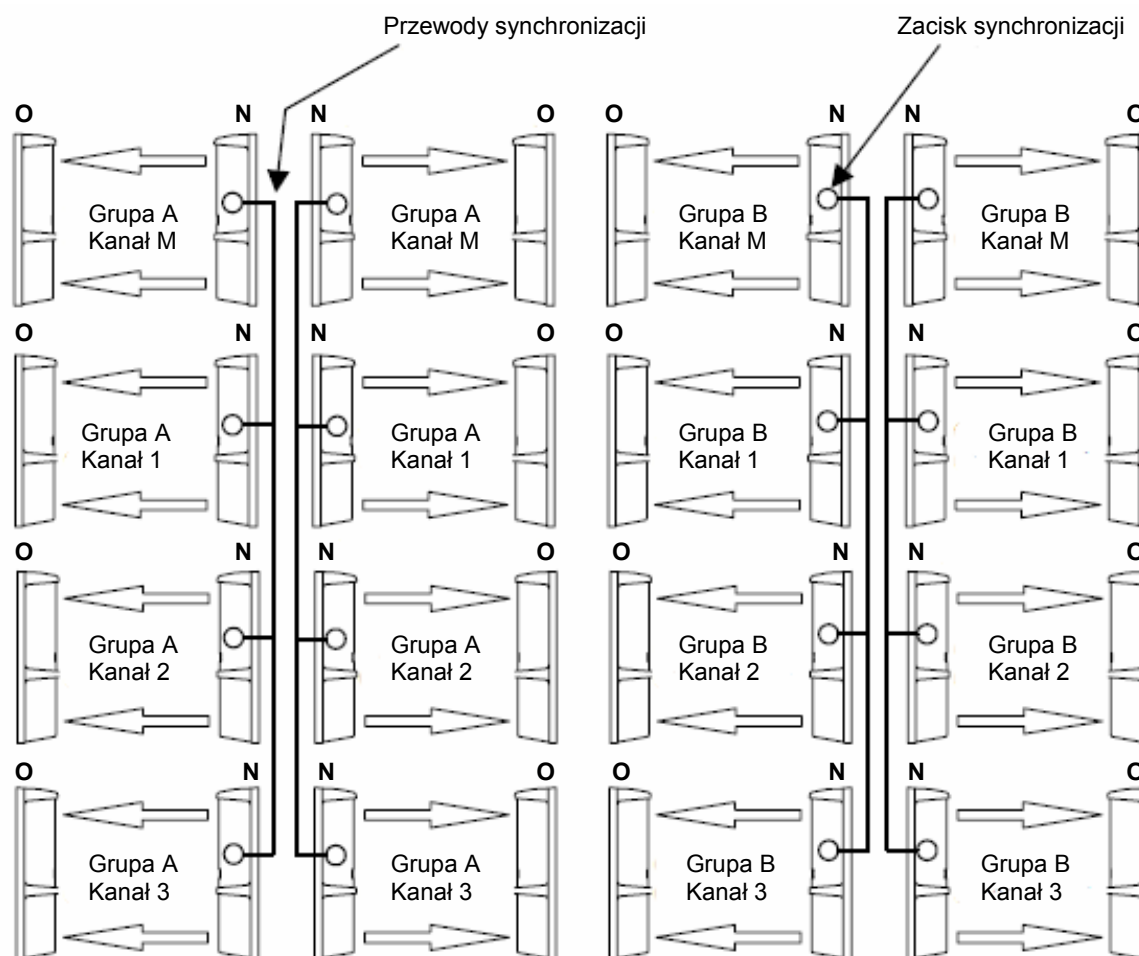 Przewody synchronizacji Zacisk synchronizacji
O N N O O N N O
Grupa A Grupa A Grupa B Grupa B
Kanał M Kanał M Kanał M Kanał M
O N N O O N N O
Grupa A Grupa A Grupa B Grupa B
Kanał 1 Kanał 1 Kanał 1 Kanał 1
O N N O O N N O
Grupa A Grupa A Grupa B Grupa B
Kanał 2 Kanał 2 Kanał 2 Kanał 2
O N N O O N N O
Grupa A Grupa A Grupa B Grupa B
Kanał 3 Kanał 3 Kanał 3 Kanał 3